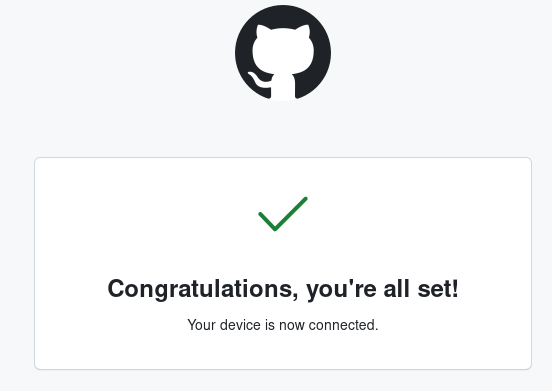 Congratulations, you're all set!
Your device is now connected.